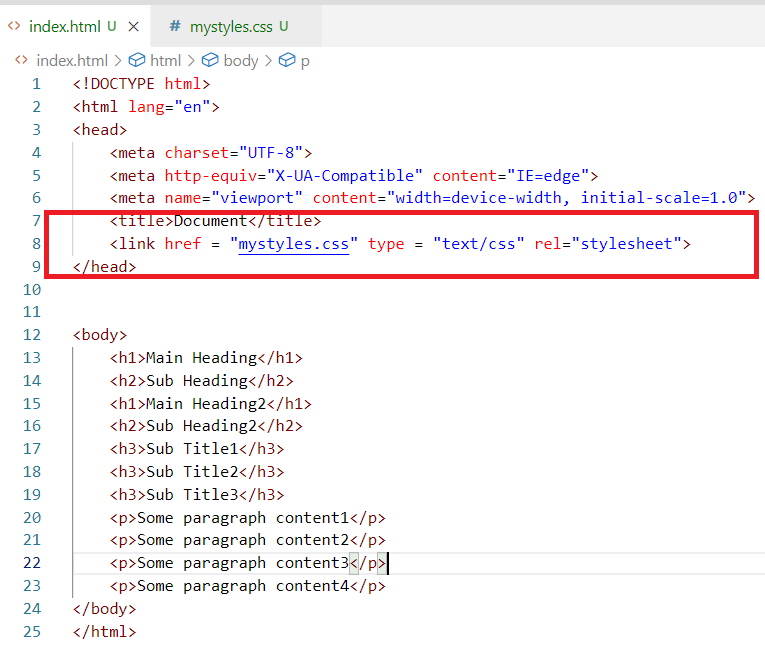 <> index.html U × # mystyles.css U
<> index.html > html > body > p
1 <!DOCTYPE html>
2 <html lang="en">
3 <head>
4     <meta charset="UTF-8">
5     <meta http-equiv="X-UA-Compatible" content="IE=edge">
6     <meta name="viewport" content="width=device-width, initial-scale=1.0">
7     <title>Document</title>
8     <link href = "mystyles.css" type = "text/css" rel="stylesheet">
9 </head>
10
11
12 <body>
13     <h1>Main Heading</h1>
14     <h2>Sub Heading</h2>
15     <h1>Main Heading2</h1>
16     <h2>Sub Heading2</h2>
17     <h3>Sub Title1</h3>
18     <h3>Sub Title2</h3>
19     <h3>Sub Title3</h3>
20     <p>Some paragraph content1</p>
21     <p>Some paragraph content2</p>
22     <p>Some paragraph content3</p>
23     <p>Some paragraph content4</p>
24 </body>
25 </html>